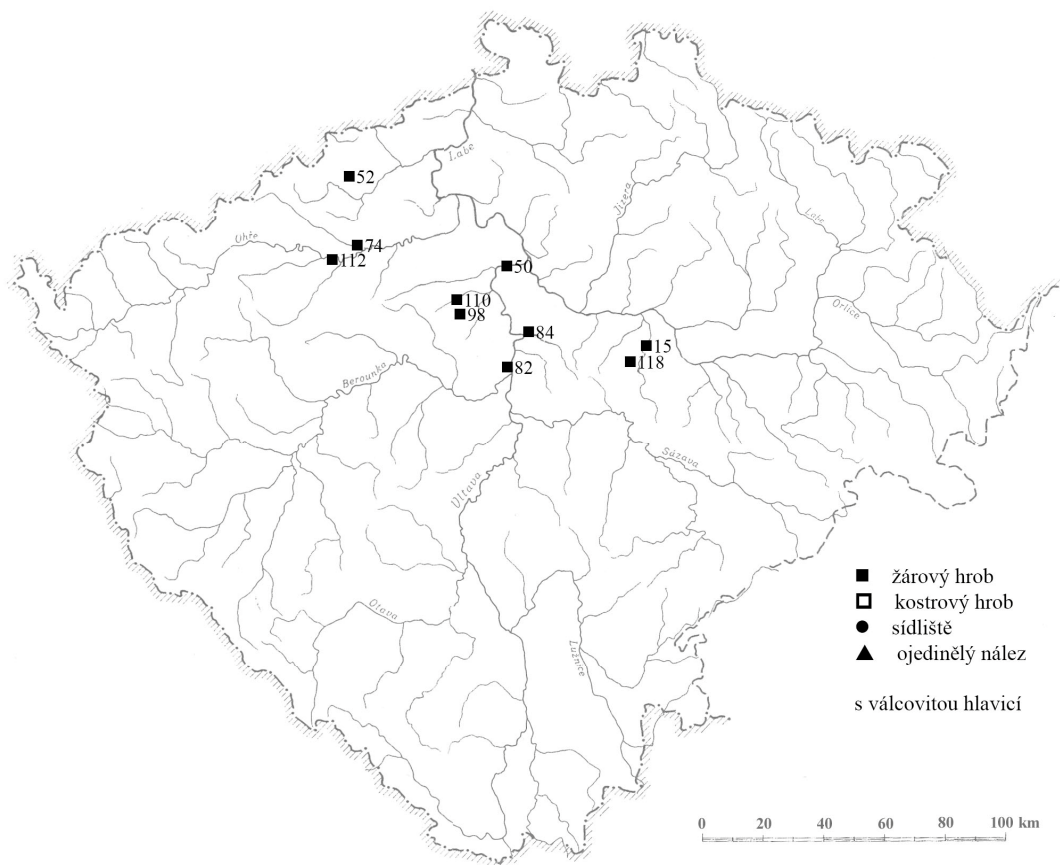 Labe
52
Jizera
Labe
Ohře
74
112
50
110
98
Orlice
84
15
118
82
Berounka
Sázava
Vltava
žárový hrob
kostrový hrob
sídliště
ojedinělý nález
Otava
Lužnice
s válcovitou hlavicí
0 20 40 60 80 100 km